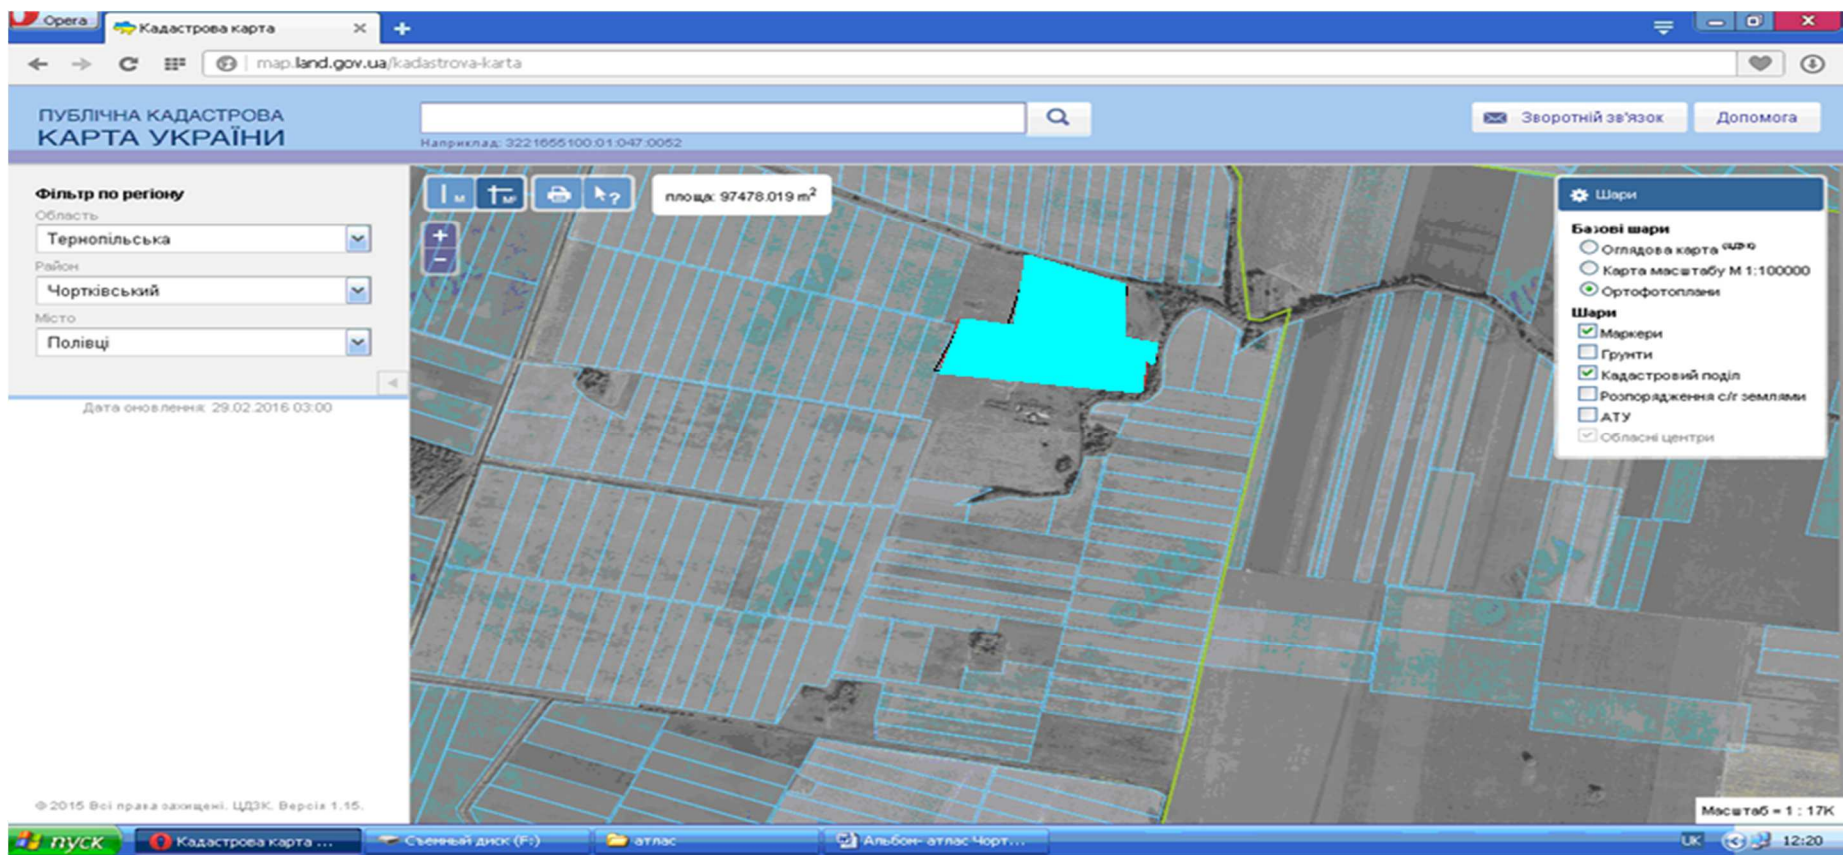 Opera
Кадастрова карта
map.land.gov.ua/kadastrova-karta
ПУБЛІЧНА КАДАСТРОВА
КАРТА УКРАЇНИ
Наприклад: 3221655100:01:047:0052
Зворотній зв'язок
Допомога
Фільтр по регіону
Область
Тернопільська
Район
Чортківський
Місто
Полівці
Дата оновлення: 29.02.2016 03:00
м
м²
?
площа: 97478.019 m²
+
−
Шари
Базові шари
Оглядова карта
Карта масштабу М 1:100000
Ортофотоплани
Шари
Маркери
Грунти
Кадастровий поділ
Розпорядження с/г землями
АТУ
Обласні центри
© 2015 Всі права захищені. ЦДЗК. Версія 1.15.
Масштаб = 1 : 17K
пуск
Кадастрова карта ...
Съемный диск (F:)
атлас
Альбом- атлас Чорт...
UK
12:20